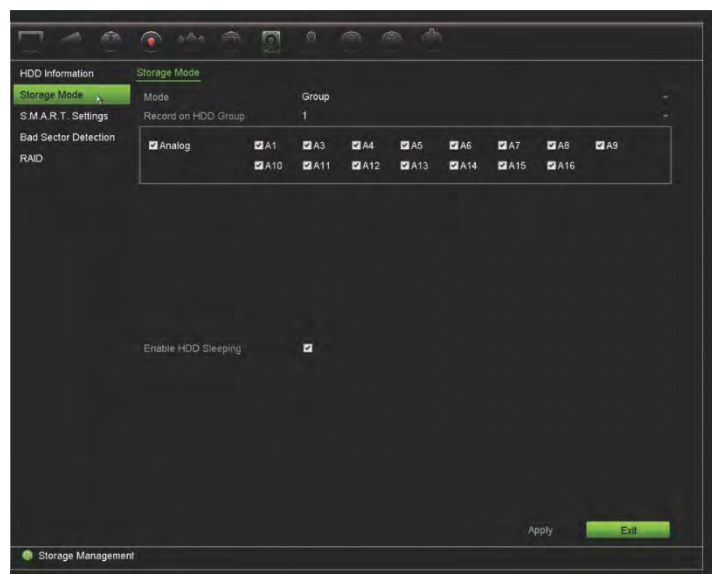 HDD Information
Storage Mode
Storage Mode
Mode Group
S.M.A.R.T. Settings
Record on HDD Group 1
Bad Sector Detection
RAID
Analog A1 A3 A4 A5 A6 A7 A8 A9
A10 A11 A12 A13 A14 A15 A16
Enable HDD Sleeping
Apply Exit
Storage Management